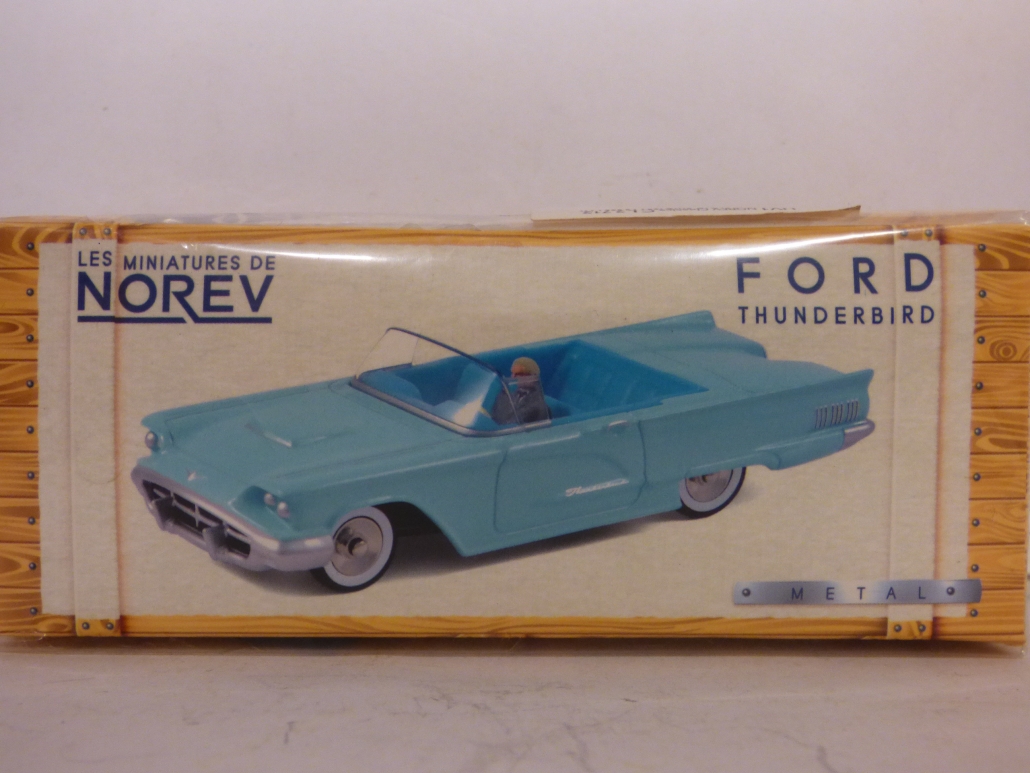 LES MINIATURES DE
NOREV
FORD
THUNDERBIRD
METAL